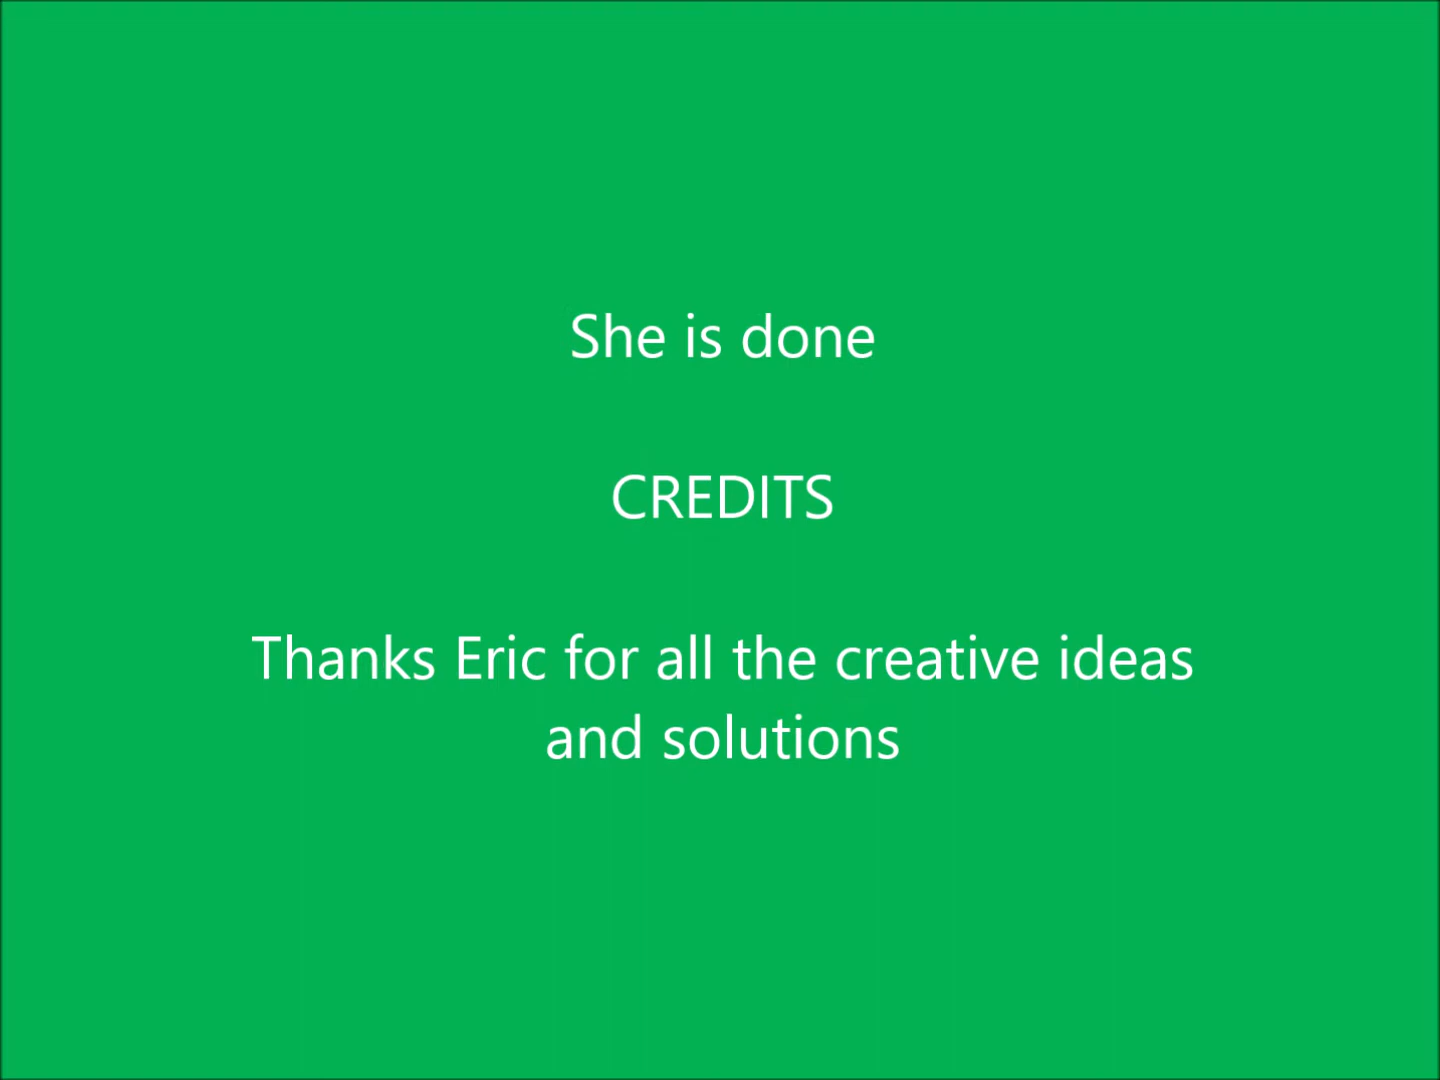 She is done
CREDITS
Thanks Eric for all the creative ideas
and solutions